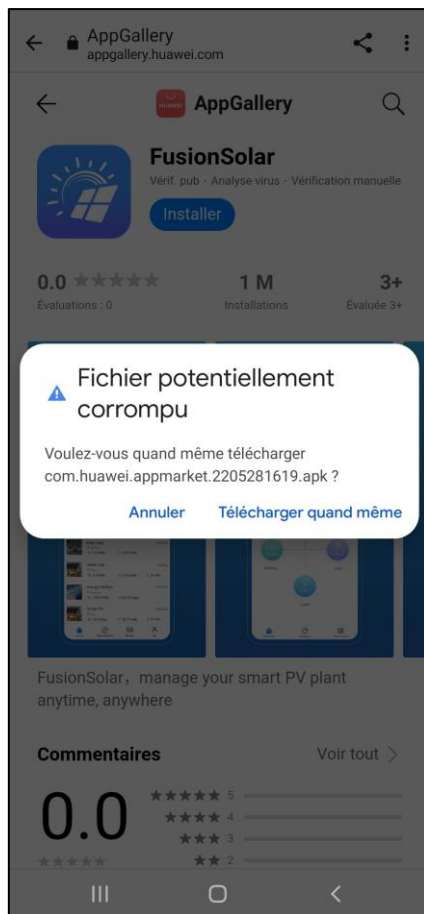 AppGallery
appgallery.huawei.com
HUAWEI
AppGallery
FusionSolar
Vérif. pub - Analyse virus - Vérification manuelle
Installer
0.0 ★★★★★
1 M
3+
Évaluations : 0
Installations
Évaluée 3+
Fichier potentiellement
corrompu
Voulez-vous quand même télécharger
com.huawei.appmarket.2205281619.apk ?
Annuler
Télécharger quand même
FusionSolar，manage your smart PV plant
anytime, anywhere
Commentaires
Voir tout
0.0
★★★★★ 5
★★★★ 4
★★★ 3
★★ 2